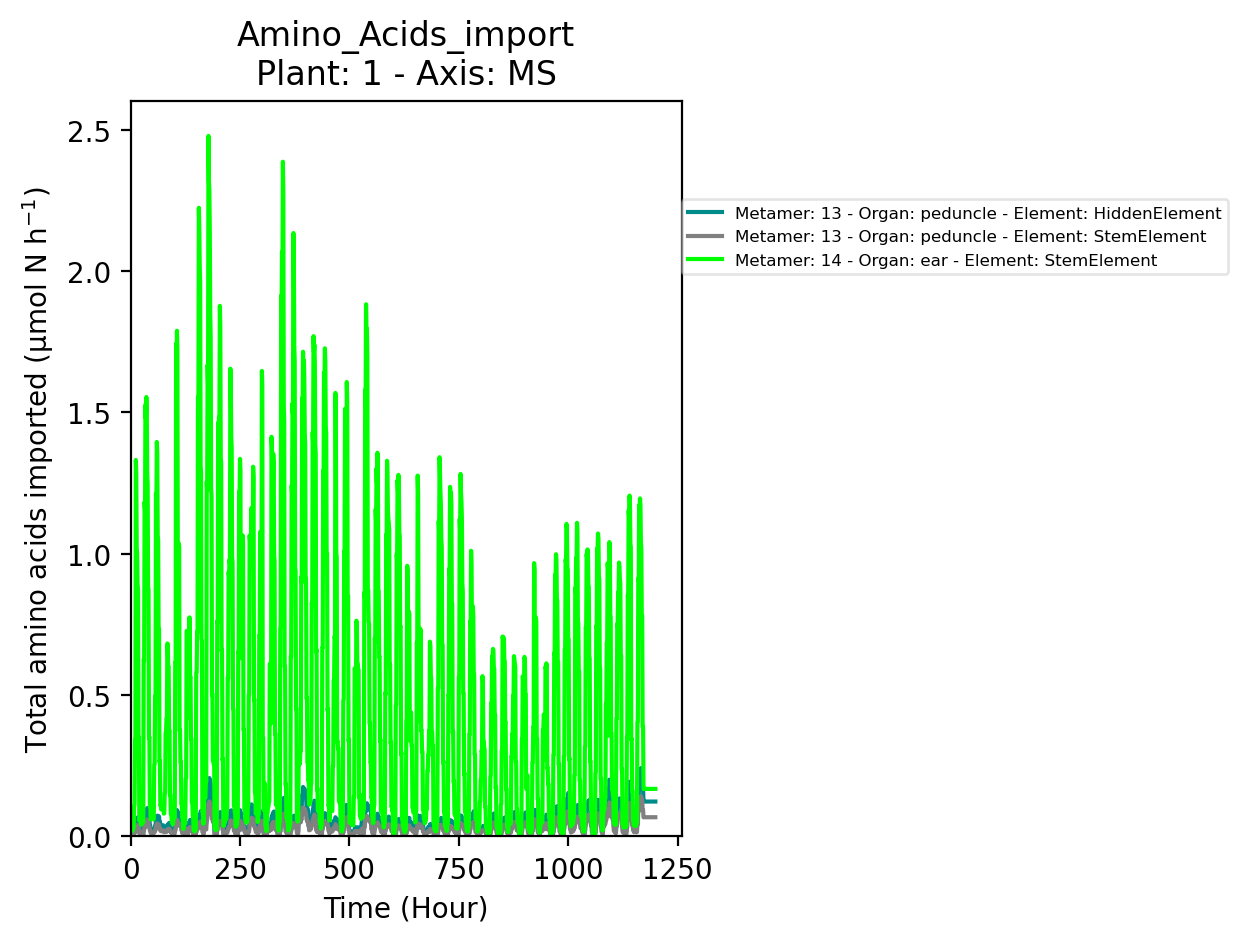 Amino_Acids_import
Plant: 1 - Axis: MS
Total amino acids imported (µmol N h⁻¹)
2.5
2.0
1.5
1.0
0.5
0.0
0 250 500 750 1000 1250
Time (Hour)
Metamer: 13 - Organ: peduncle - Element: HiddenElement
Metamer: 13 - Organ: peduncle - Element: StemElement
Metamer: 14 - Organ: ear - Element: StemElement